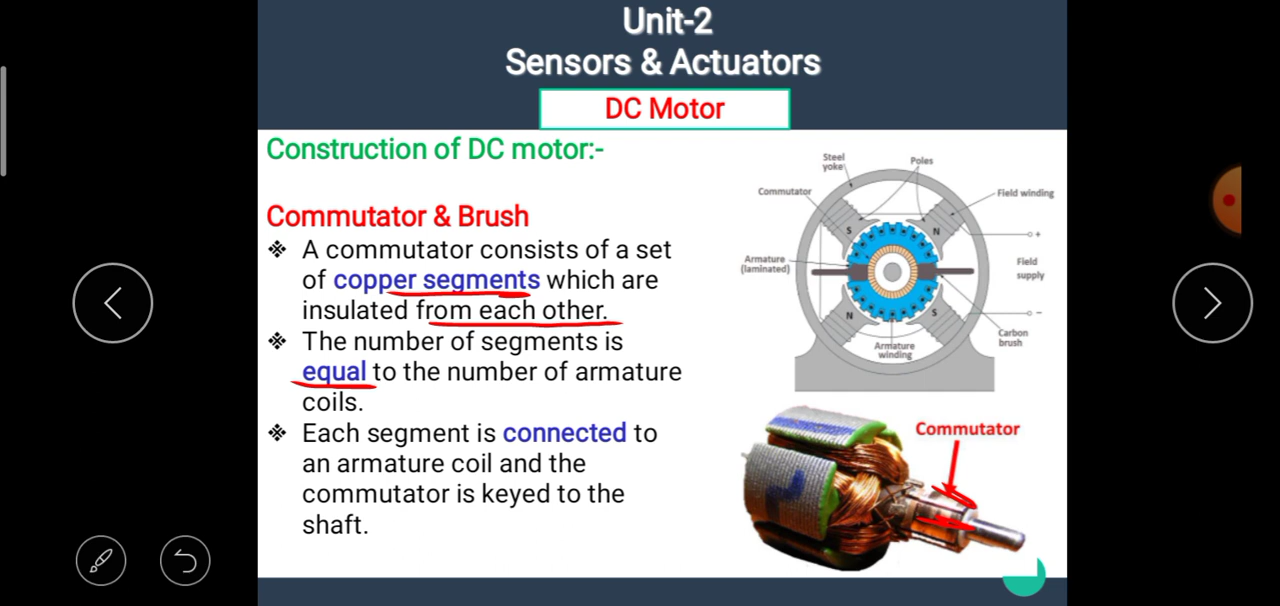 Unit-2
Sensors & Actuators
DC Motor
Construction of DC motor:-
Commutator & Brush
❖ A commutator consists of a set
of copper segments which are
insulated from each other.
❖ The number of segments is
equal to the number of armature
coils.
❖ Each segment is connected to
an armature coil and the
commutator is keyed to the
shaft.
Steel
yoke
Poles
Commutator
Field winding
S
N
+
Armature
(laminated)
Field
supply
N
S
–
Carbon
brush
Armature
winding
Commutator